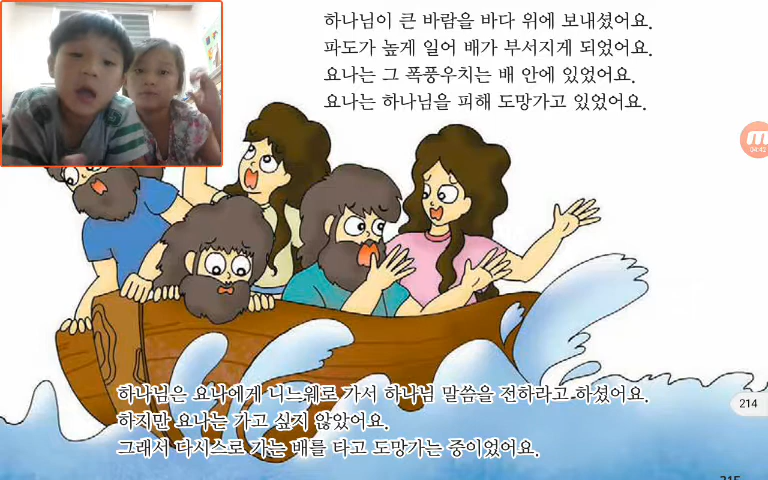 하나님이 큰 바람을 바다 위에 보내셨어요.
파도가 높게 일어 배가 부서지게 되었어요.
요나는 그 폭풍우치는 배 안에 있었어요.
요나는 하나님을 피해 도망가고 있었어요.
04:42
하나님은 요나에게 니느웨로 가서 하나님 말씀을 전하라고 하셨어요.
하지만 요나는 가고 싶지 않았어요.
그래서 다시스로 가는 배를 타고 도망가는 중이었어요.
214